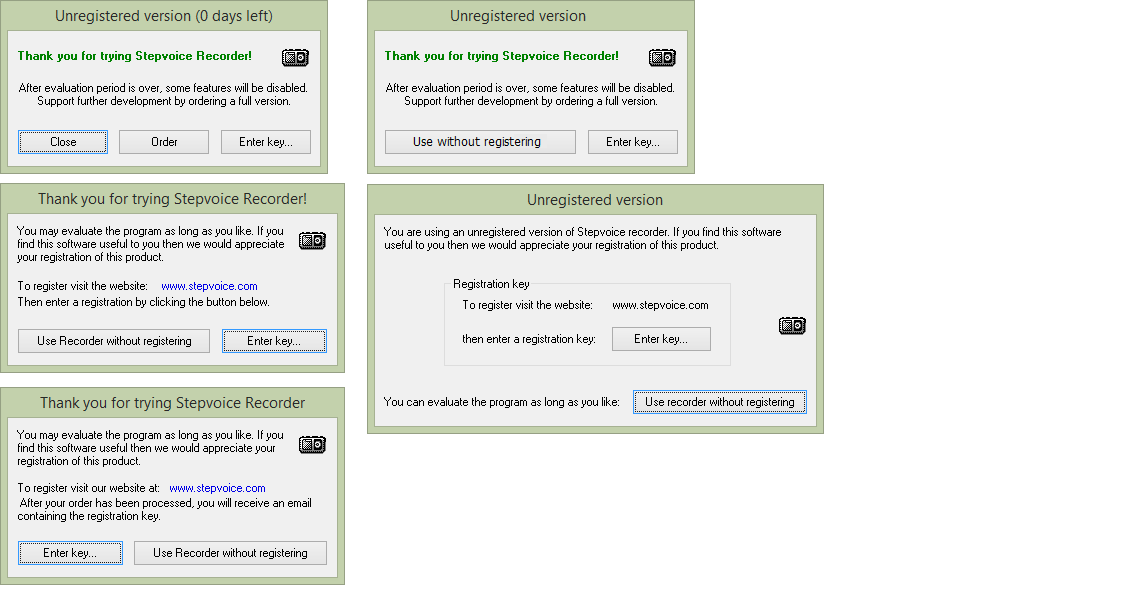 Unregistered version (0 days left)
Thank you for trying Stepvoice Recorder!
After evaluation period is over, some features will be disabled.
Support further development by ordering a full version.
Close
Order
Enter key...
Unregistered version
Thank you for trying Stepvoice Recorder!
After evaluation period is over, some features will be disabled.
Support further development by ordering a full version.
Use without registering
Enter key...
Thank you for trying Stepvoice Recorder!
You may evaluate the program as long as you like. If you
find this software useful to you then we would appreciate
your registration of this product.
To register visit the website: www.stepvoice.com
Then enter a registration by clicking the button below.
Use Recorder without registering
Enter key...
Unregistered version
You are using an unregistered version of Stepvoice recorder. If you find this software
useful to you then we would appreciate your registration of this product.
Registration key
To register visit the website: www.stepvoice.com
then enter a registration key: Enter key...
You can evaluate the program as long as you like: Use recorder without registering
Thank you for trying Stepvoice Recorder
You may evaluate the program as long as you like. If you
find this software useful then we would appreciate your
registration of this product.
To register visit our website at: www.stepvoice.com
After your order has been processed, you will receive an email
containing the registration key.
Enter key...
Use Recorder without registering